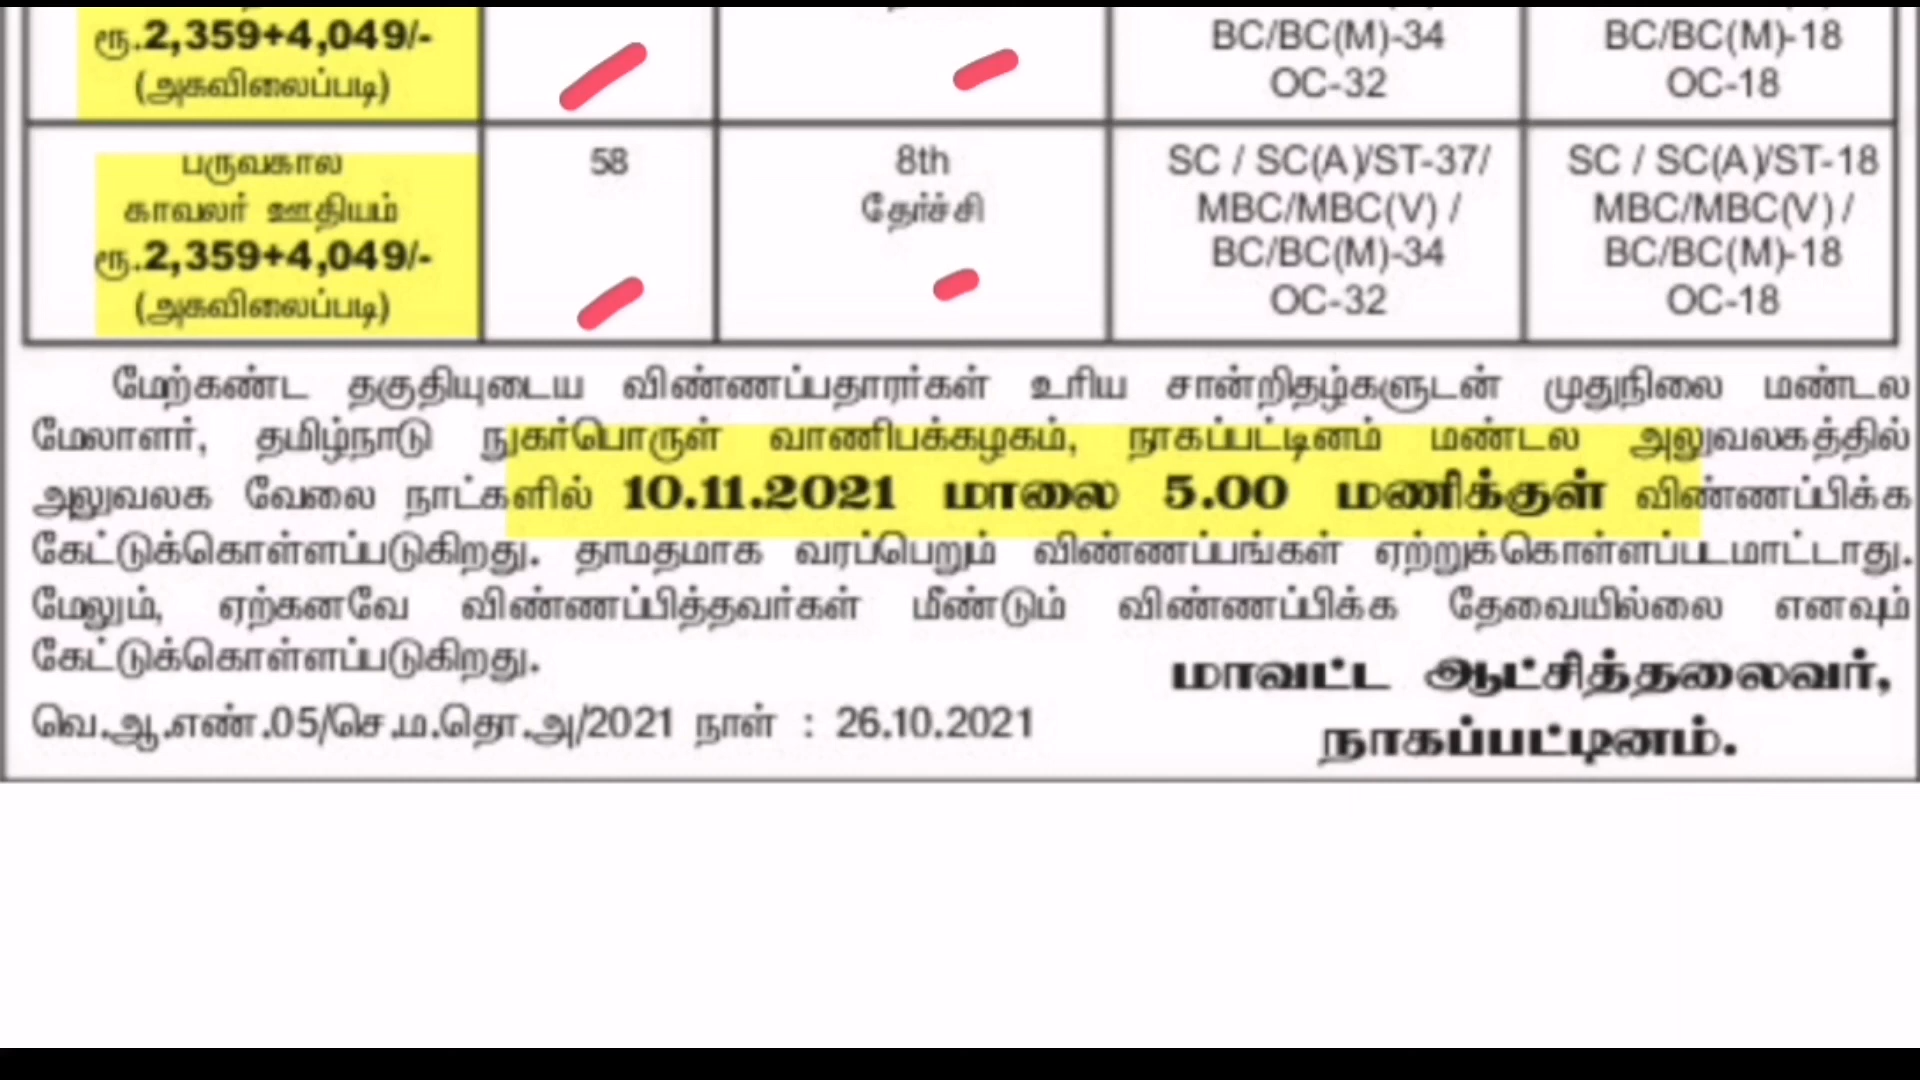 ரூ.2,359+4,049/- BC/BC(M)-34 BC/BC(M)-18
(அகவிலைப்படி) OC-32 OC-18
பருவகால 58 8th SC / SC(A)/ST-37/ SC / SC(A)/ST-18
காவலர் ஊதியம் தேர்ச்சி MBC/MBC(V) / MBC/MBC(V) /
ரூ.2,359+4,049/- BC/BC(M)-34 BC/BC(M)-18
(அகவிலைப்படி) OC-32 OC-18
மேற்கண்ட தகுதியுடைய விண்ணப்பதாரர்கள் உரிய சான்றிதழ்களுடன் முதுநிலை மண்டல
மேலாளர், தமிழ்நாடு நுகர்பொருள் வாணிபக்கழகம், நாகப்பட்டினம் மண்டல அலுவலகத்தில்
அலுவலக வேலை நாட்களில் 10.11.2021 மாலை 5.00 மணிக்குள் விண்ணப்பிக்க
கேட்டுக்கொள்ளப்படுகிறது. தாமதமாக வரப்பெறும் விண்ணப்பங்கள் ஏற்றுக்கொள்ளப்படமாட்டாது.
மேலும், ஏற்கனவே விண்ணப்பித்தவர்கள் மீண்டும் விண்ணப்பிக்க தேவையில்லை எனவும்
கேட்டுக்கொள்ளப்படுகிறது.
மாவட்ட ஆட்சித்தலைவர்,
வெ.ஆ.எண்.05/செ.ம.தொ.அ/2021 நாள் : 26.10.2021
நாகப்பட்டினம்.